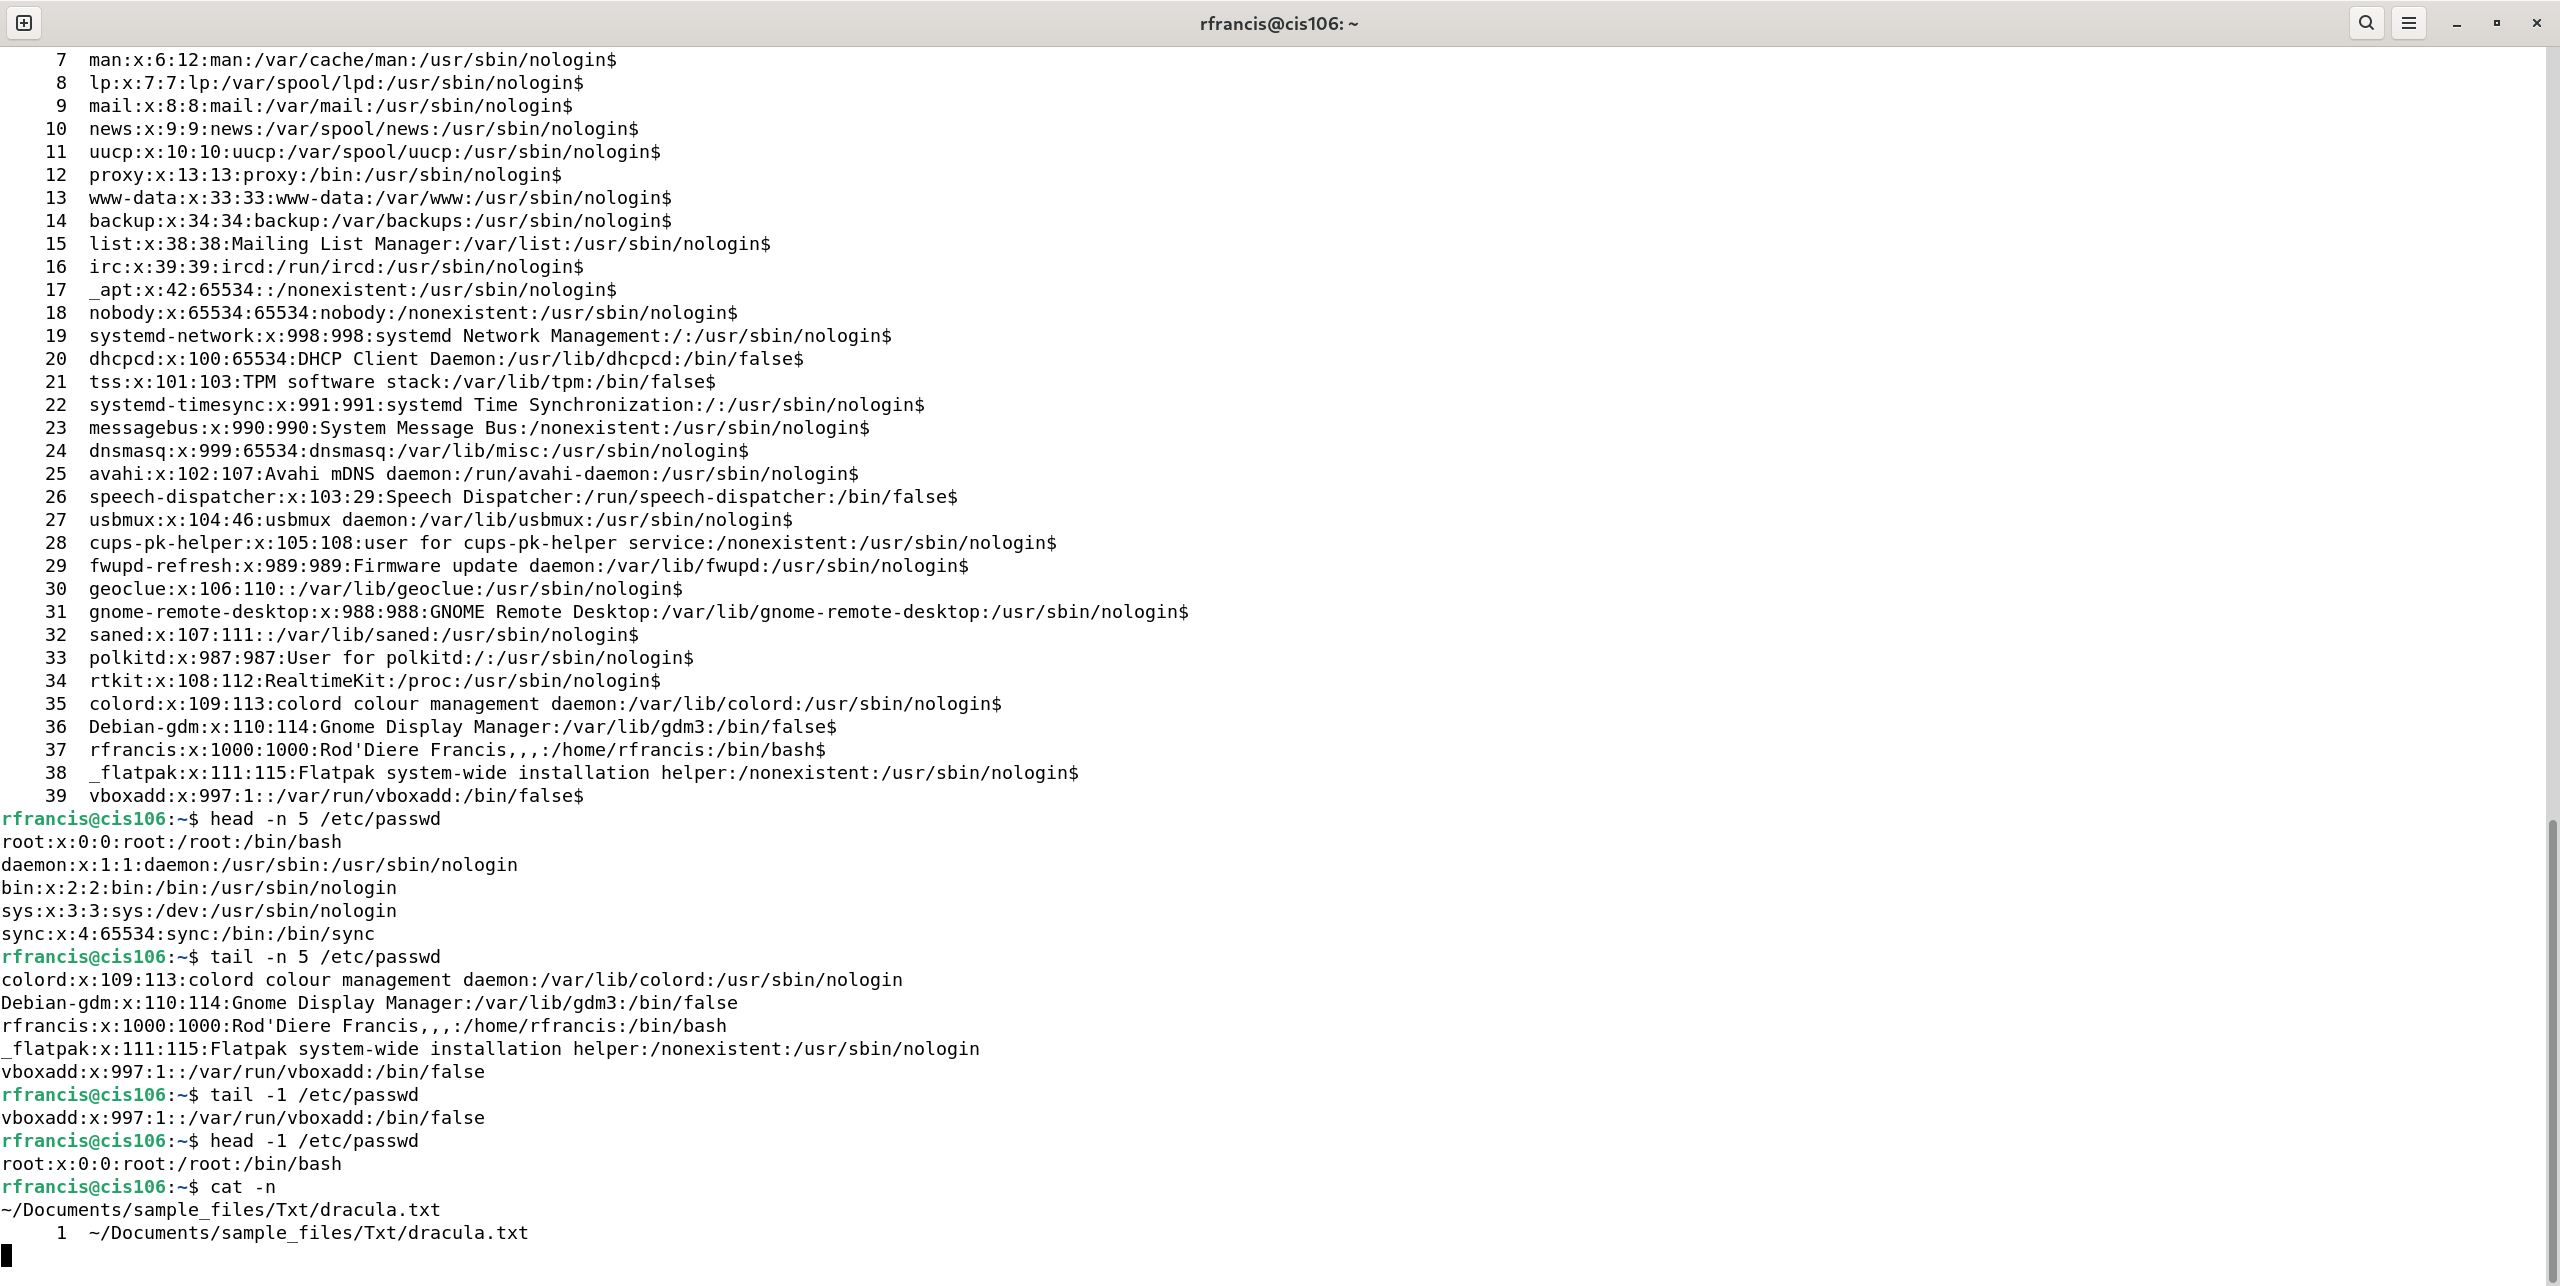 rfrancis@cis106: ~
7 man:x:6:12:man:/var/cache/man:/usr/sbin/nologin$
8 lp:x:7:7:lp:/var/spool/lpd:/usr/sbin/nologin$
9 mail:x:8:8:mail:/var/mail:/usr/sbin/nologin$
10 news:x:9:9:news:/var/spool/news:/usr/sbin/nologin$
11 uucp:x:10:10:uucp:/var/spool/uucp:/usr/sbin/nologin$
12 proxy:x:13:13:proxy:/bin:/usr/sbin/nologin$
13 www-data:x:33:33:www-data:/var/www:/usr/sbin/nologin$
14 backup:x:34:34:backup:/var/backups:/usr/sbin/nologin$
15 list:x:38:38:Mailing List Manager:/var/list:/usr/sbin/nologin$
16 irc:x:39:39:ircd:/run/ircd:/usr/sbin/nologin$
17 _apt:x:42:65534::/nonexistent:/usr/sbin/nologin$
18 nobody:x:65534:65534:nobody:/nonexistent:/usr/sbin/nologin$
19 systemd-network:x:998:998:systemd Network Management:/:/usr/sbin/nologin$
20 dhcpcd:x:100:65534:DHCP Client Daemon:/usr/lib/dhcpcd:/bin/false$
21 tss:x:101:103:TPM software stack:/var/lib/tpm:/bin/false$
22 systemd-timesync:x:991:991:systemd Time Synchronization:/:/usr/sbin/nologin$
23 messagebus:x:990:990:System Message Bus:/nonexistent:/usr/sbin/nologin$
24 dnsmasq:x:999:65534:dnsmasq:/var/lib/misc:/usr/sbin/nologin$
25 avahi:x:102:107:Avahi mDNS daemon:/run/avahi-daemon:/usr/sbin/nologin$
26 speech-dispatcher:x:103:29:Speech Dispatcher:/run/speech-dispatcher:/bin/false$
27 usbmux:x:104:46:usbmux daemon:/var/lib/usbmux:/usr/sbin/nologin$
28 cups-pk-helper:x:105:108:user for cups-pk-helper service:/nonexistent:/usr/sbin/nologin$
29 fwupd-refresh:x:989:989:Firmware update daemon:/var/lib/fwupd:/usr/sbin/nologin$
30 geoclue:x:106:110::/var/lib/geoclue:/usr/sbin/nologin$
31 gnome-remote-desktop:x:988:988:GNOME Remote Desktop:/var/lib/gnome-remote-desktop:/usr/sbin/nologin$
32 saned:x:107:111::/var/lib/saned:/usr/sbin/nologin$
33 polkitd:x:987:987:User for polkitd:/:/usr/sbin/nologin$
34 rtkit:x:108:112:RealtimeKit:/proc:/usr/sbin/nologin$
35 colord:x:109:113:colord colour management daemon:/var/lib/colord:/usr/sbin/nologin$
36 Debian-gdm:x:110:114:Gnome Display Manager:/var/lib/gdm3:/bin/false$
37 rfrancis:x:1000:1000:Rod'Diere Francis,,,:/home/rfrancis:/bin/bash$
38 _flatpak:x:111:115:Flatpak system-wide installation helper:/nonexistent:/usr/sbin/nologin$
39 vboxadd:x:997:1::/var/run/vboxadd:/bin/false$
rfrancis@cis106:~$ head -n 5 /etc/passwd
root:x:0:0:root:/root:/bin/bash
daemon:x:1:1:daemon:/usr/sbin:/usr/sbin/nologin
bin:x:2:2:bin:/bin:/usr/sbin/nologin
sys:x:3:3:sys:/dev:/usr/sbin/nologin
sync:x:4:65534:sync:/bin:/bin/sync
rfrancis@cis106:~$ tail -n 5 /etc/passwd
colord:x:109:113:colord colour management daemon:/var/lib/colord:/usr/sbin/nologin
Debian-gdm:x:110:114:Gnome Display Manager:/var/lib/gdm3:/bin/false
rfrancis:x:1000:1000:Rod'Diere Francis,,,:/home/rfrancis:/bin/bash
_flatpak:x:111:115:Flatpak system-wide installation helper:/nonexistent:/usr/sbin/nologin
vboxadd:x:997:1::/var/run/vboxadd:/bin/false
rfrancis@cis106:~$ tail -1 /etc/passwd
vboxadd:x:997:1::/var/run/vboxadd:/bin/false
rfrancis@cis106:~$ head -1 /etc/passwd
root:x:0:0:root:/root:/bin/bash
rfrancis@cis106:~$ cat -n
~/Documents/sample_files/Txt/dracula.txt
1 ~/Documents/sample_files/Txt/dracula.txt